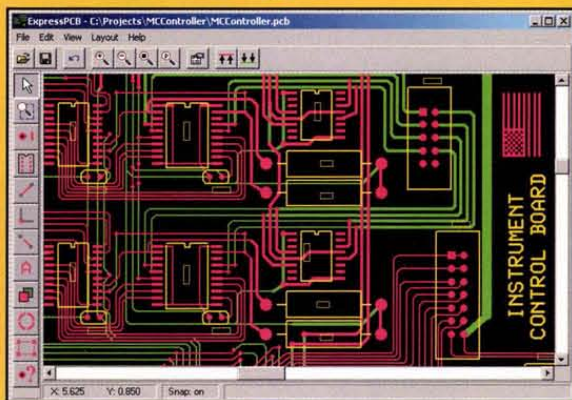 ExpressPCB - C:\Projects\MCController\MCController.pcb
File Edit View Layout Help
INSTRUMENT
CONTROL BOARD
X: 5.625 Y: 0.850 Snap: on